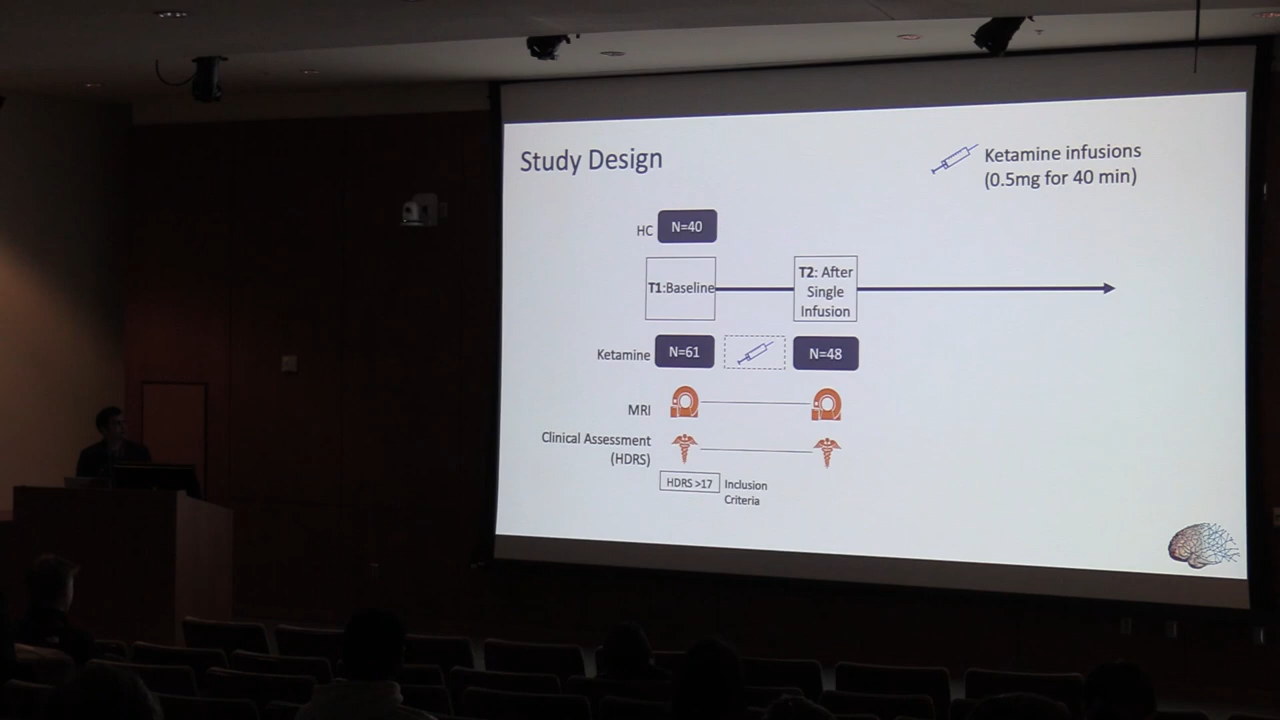 Study Design
Ketamine infusions
(0.5mg for 40 min)
HC
N=40
T1:Baseline
T2: After
Single
Infusion
Ketamine
N=61
N=48
MRI
Clinical Assessment
(HDRS)
HDRS >17
Inclusion
Criteria